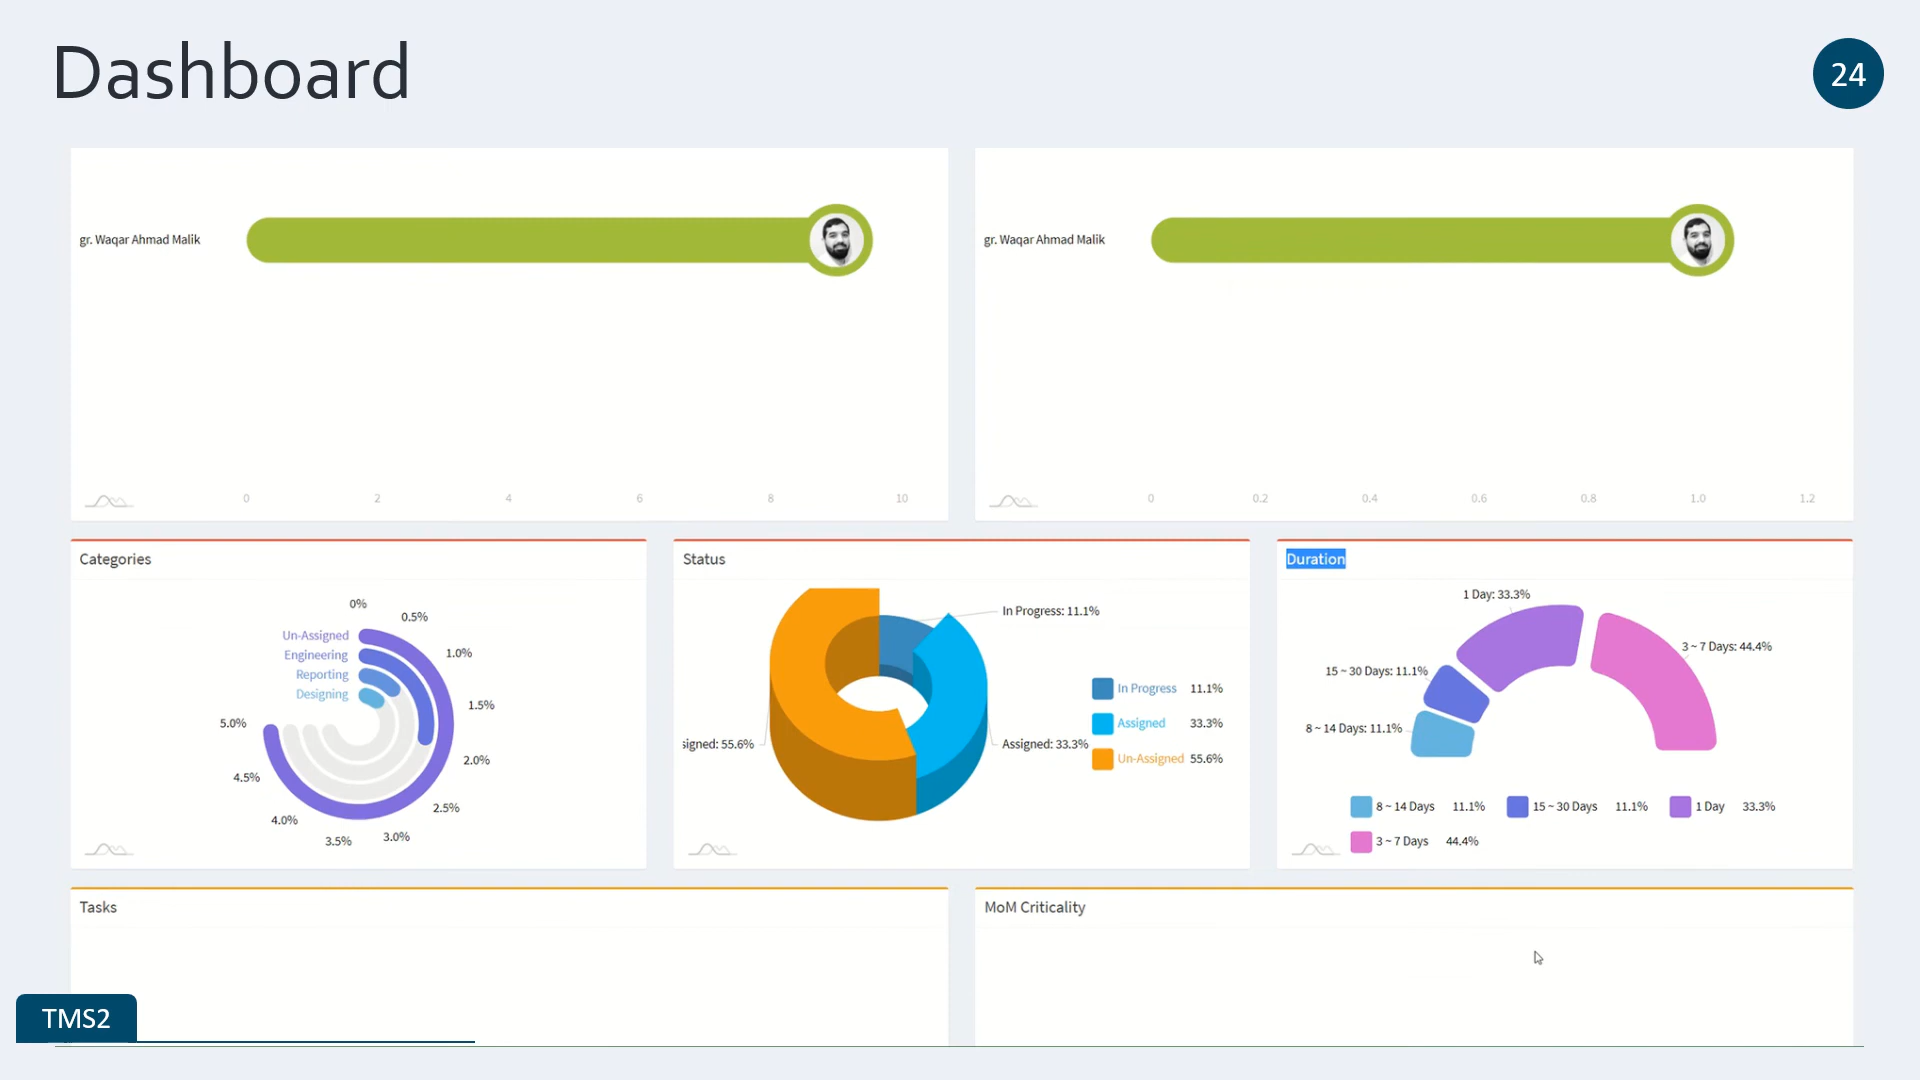 Dashboard
24
gr. Waqar Ahmad Malik
0 2 4 6 8 10
gr. Waqar Ahmad Malik
0 0.2 0.4 0.6 0.8 1.0 1.2
Categories
0%
0.5%
1.0%
1.5%
2.0%
2.5%
3.0%
3.5%
4.0%
4.5%
5.0%
Un-Assigned
Engineering
Reporting
Designing
Status
In Progress: 11.1%
Assigned: 33.3%
signed: 55.6%
In Progress 11.1%
Assigned 33.3%
Un-Assigned 55.6%
Duration
1 Day: 33.3%
3 ~ 7 Days: 44.4%
15 ~ 30 Days: 11.1%
8 ~ 14 Days: 11.1%
8 ~ 14 Days 11.1% 15 ~ 30 Days 11.1% 1 Day 33.3%
3 ~ 7 Days 44.4%
Tasks
MoM Criticality
TMS2